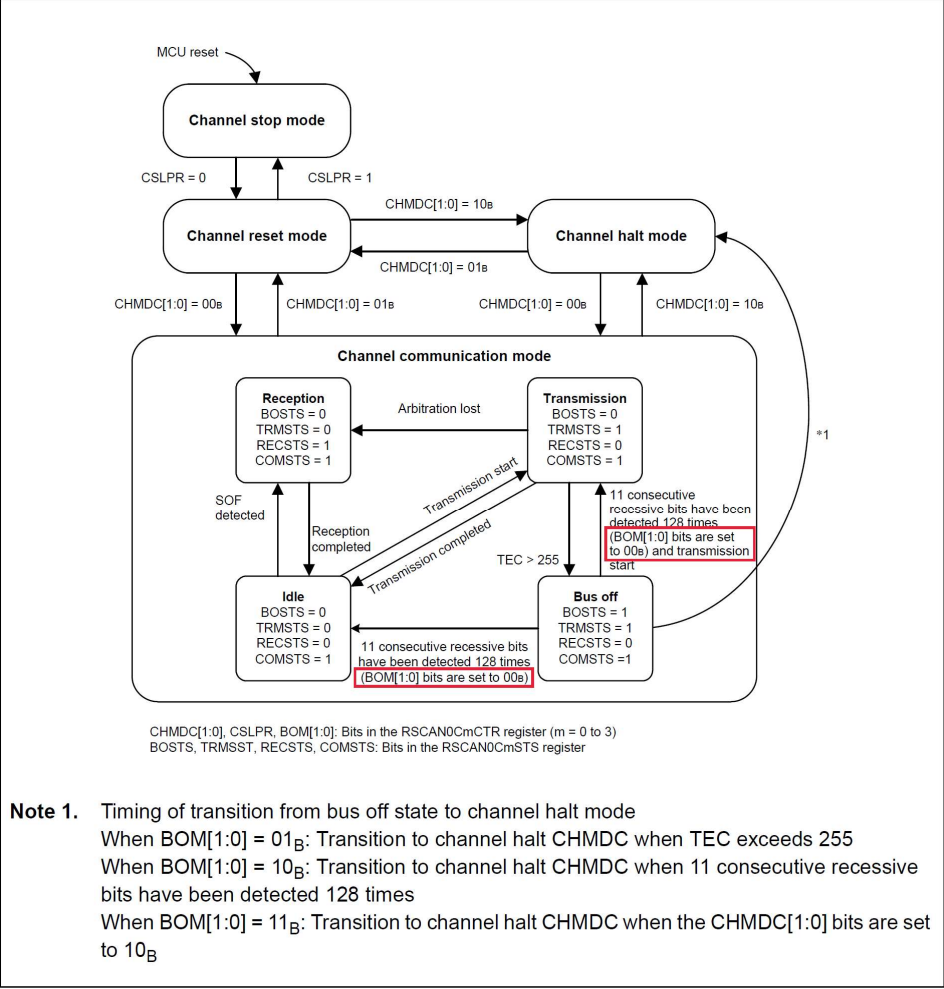 MCU reset
Channel stop mode
CSLPR = 0
CSLPR = 1
CHMDC[1:0] = 10B
Channel reset mode
Channel halt mode
CHMDC[1:0] = 01B
CHMDC[1:0] = 00B
CHMDC[1:0] = 01B
CHMDC[1:0] = 00B
CHMDC[1:0] = 10B
Channel communication mode
Reception
BOSTS = 0
TRMSTS = 0
RECSTS = 1
COMSTS = 1
Arbitration lost
Transmission
BOSTS = 0
TRMSTS = 1
RECSTS = 0
COMSTS = 1
*1
SOF
detected
Reception
completed
Transmission start
Transmission completed
TEC > 255
11 consecutive
recessive bits have been
detected 128 times
(BOM[1:0] bits are set
to 00B) and transmission
start
Idle
BOSTS = 0
TRMSTS = 0
RECSTS = 0
COMSTS = 1
Bus off
BOSTS = 1
TRMSTS = 1
RECSTS = 0
COMSTS =1
11 consecutive recessive bits
have been detected 128 times
(BOM[1:0] bits are set to 00B)
CHMDC[1:0], CSLPR, BOM[1:0]: Bits in the RSCAN0CmCTR register (m = 0 to 3)
BOSTS, TRMSST, RECSTS, COMSTS: Bits in the RSCAN0CmSTS register
Note 1. Timing of transition from bus off state to channel halt mode
When BOM[1:0] = 01B: Transition to channel halt CHMDC when TEC exceeds 255
When BOM[1:0] = 10B: Transition to channel halt CHMDC when 11 consecutive recessive
bits have been detected 128 times
When BOM[1:0] = 11B: Transition to channel halt CHMDC when the CHMDC[1:0] bits are set
to 10B